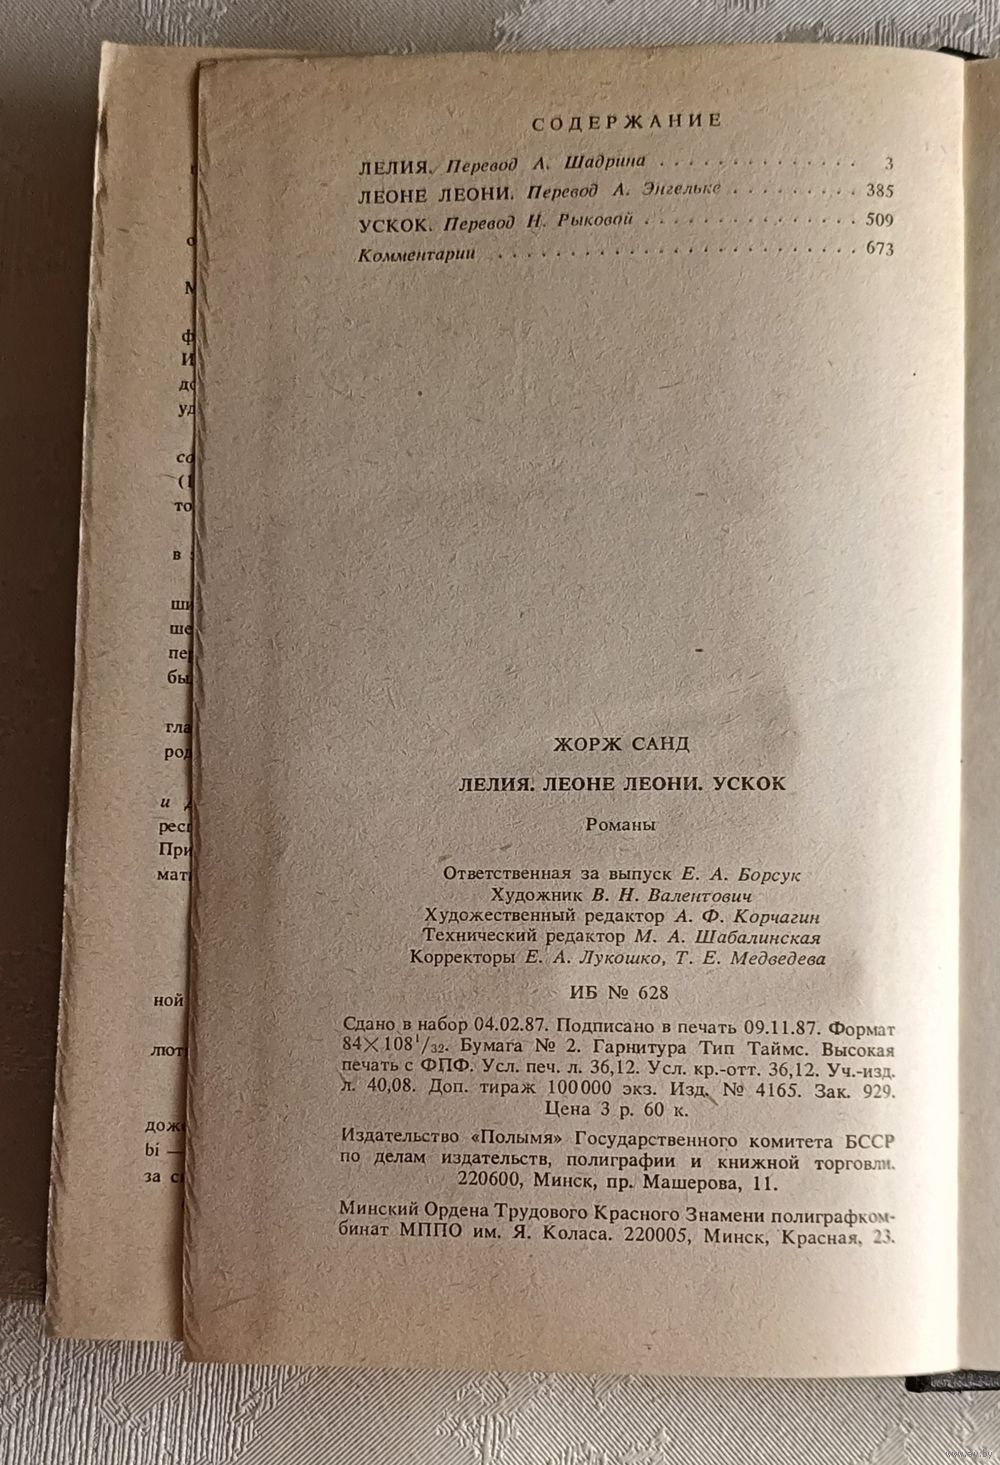 СОДЕРЖАНИЕ
ЛЕЛИЯ. Перевод А. Шадрина . . . . . . . . . . . . . 3
ЛЕОНЕ ЛЕОНИ. Перевод А. Энгельке . . . . . . . . . 385
УСКОК. Перевод Н. Рыковой . . . . . . . . . . . . . . 509
Комментарии . . . . . . . . . . . . . . . . . . . . . 673
ЖОРЖ САНД
ЛЕЛИЯ. ЛЕОНЕ ЛЕОНИ. УСКОК
Романы
Ответственная за выпуск Е. А. Борсук
Художник В. Н. Валентович
Художественный редактор А. Ф. Корчагин
Технический редактор М. А. Шабалинская
Корректоры Е. А. Лукошко, Т. Е. Медведева
ИБ № 628
Сдано в набор 04.02.87. Подписано в печать 09.11.87. Формат
84×108¹/₃₂. Бумага № 2. Гарнитура Тип Таймс. Высокая
печать с ФПФ. Усл. печ. л. 36,12. Усл. кр.-отт. 36,12. Уч.-изд.
л. 40,08. Доп. тираж 100000 экз. Изд. № 4165. Зак. 929.
Цена 3 р. 60 к.
Издательство «Полымя» Государственного комитета БССР
по делам издательств, полиграфии и книжной торговли.
220600, Минск, пр. Машерова, 11.
Минский Ордена Трудового Красного Знамени полиграфком-
бинат МППО им. Я. Коласа. 220005, Минск, Красная, 23.